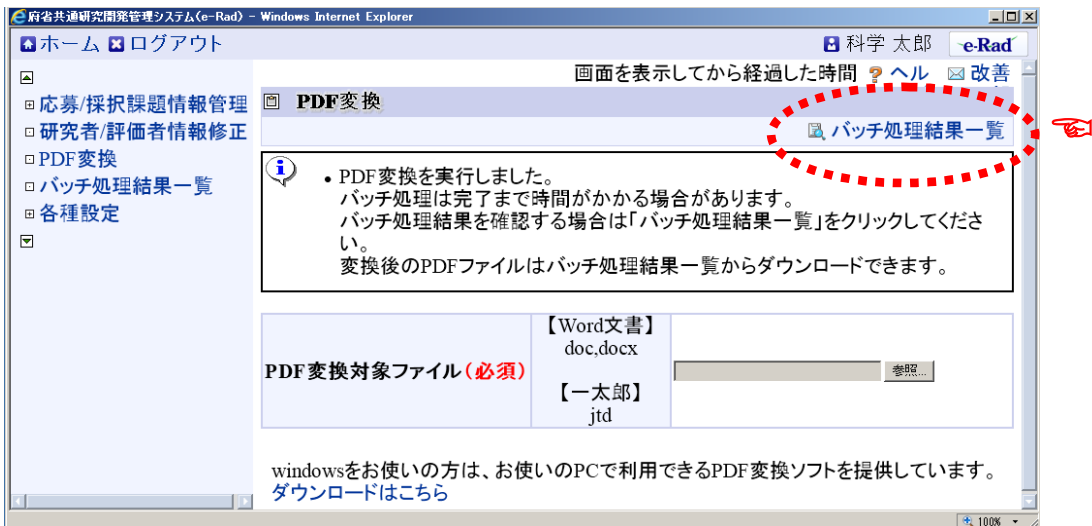 府省共通研究開発管理システム(e-Rad) - Windows Internet Explorer
ホーム ログアウト
科学 太郎 e-Rad
画面を表示してから経過した時間 ヘル 改善
応募/採択課題情報管理
研究者/評価者情報修正
PDF変換
バッチ処理結果一覧
各種設定
PDF変換
バッチ処理結果一覧
• PDF変換を実行しました。
バッチ処理は完了まで時間がかかる場合があります。
バッチ処理結果を確認する場合は「バッチ処理結果一覧」をクリックしてくださ
い。
変換後のPDFファイルはバッチ処理結果一覧からダウンロードできます。
PDF変換対象ファイル(必須)
【Word文書】
doc,docx
【一太郎】
jtd
参照...
windowsをお使いの方は、お使いのPCで利用できるPDF変換ソフトを提供しています。
ダウンロードはこちら
100%